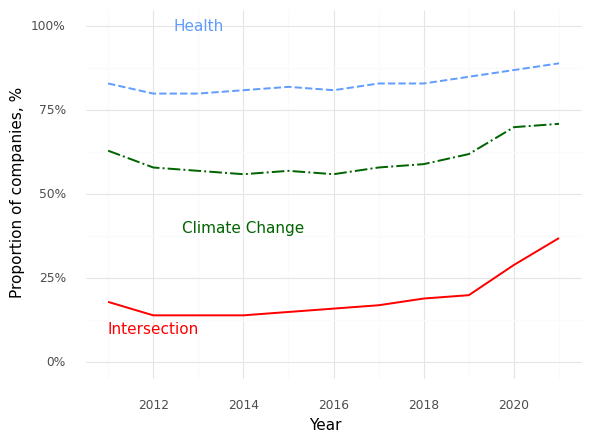 100%
Health
75%
50%
Climate Change
25%
Intersection
0%
Proportion of companies, %
2012 2014 2016 2018 2020
Year